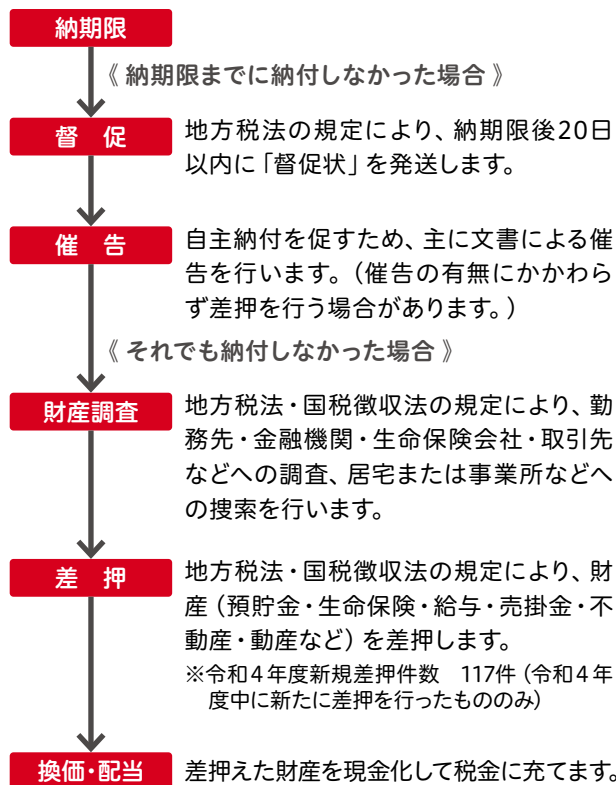 納期限
《 納期限までに納付しなかった場合 》
督　促
地方税法の規定により、納期限後20日
以内に「督促状」を発送します。
催　告
自主納付を促すため、主に文書による催
告を行います。（催告の有無にかかわら
ず差押を行う場合があります。）
《 それでも納付しなかった場合 》
財産調査
地方税法・国税徴収法の規定により、勤
務先・金融機関・生命保険会社・取引先
などへの調査、居宅または事業所などへ
の捜索を行います。
差　押
地方税法・国税徴収法の規定により、財
産（預貯金・生命保険・給与・売掛金・不
動産・動産など）を差押します。
※令和４年度新規差押件数　117件（令和４年
度中に新たに差押を行ったもののみ）
換価・配当
差押えた財産を現金化して税金に充てます。